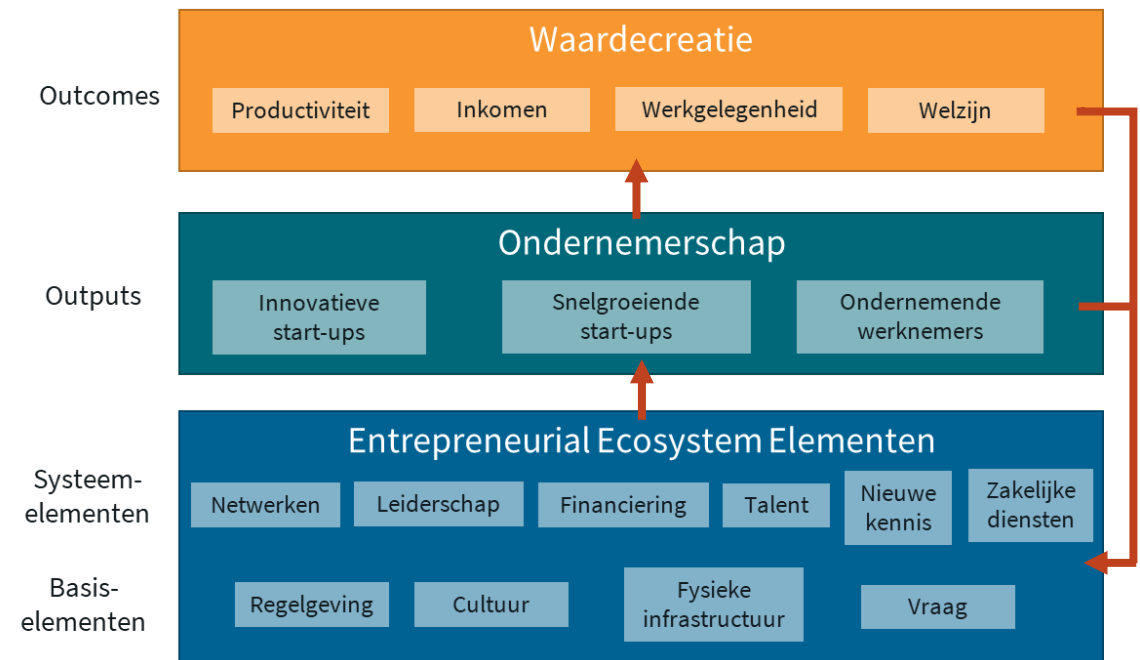 Waardecreatie
Outcomes
Productiviteit
Inkomen
Werkgelegenheid
Welzijn
Ondernemerschap
Outputs
Innovatieve
start-ups
Snelgroeiende
start-ups
Ondernemende
werknemers
Entrepreneurial Ecosystem Elementen
Systeem-
elementen
Netwerken
Leiderschap
Financiering
Talent
Nieuwe
kennis
Zakelijke
diensten
Basis-
elementen
Regelgeving
Cultuur
Fysieke
infrastructuur
Vraag